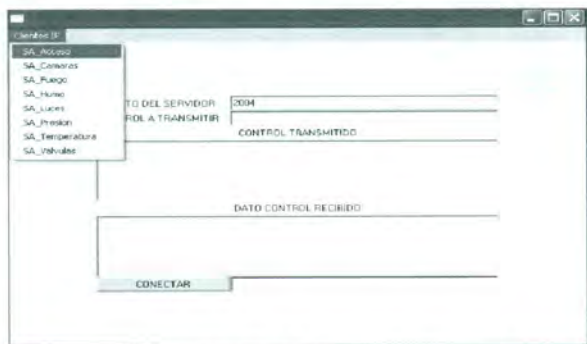 Clientes IP
SA_Acceso
SA_Camaras
SA_Fuego
SA_Humo
SA_Luces
SA_Presion
SA_Temperatura
SA_Valvulas
TO DEL SERVIDOR 2004
ROL A TRANSMITIR
CONTROL TRANSMITIDO
DATO CONTROL RECIBIDO
CONECTAR